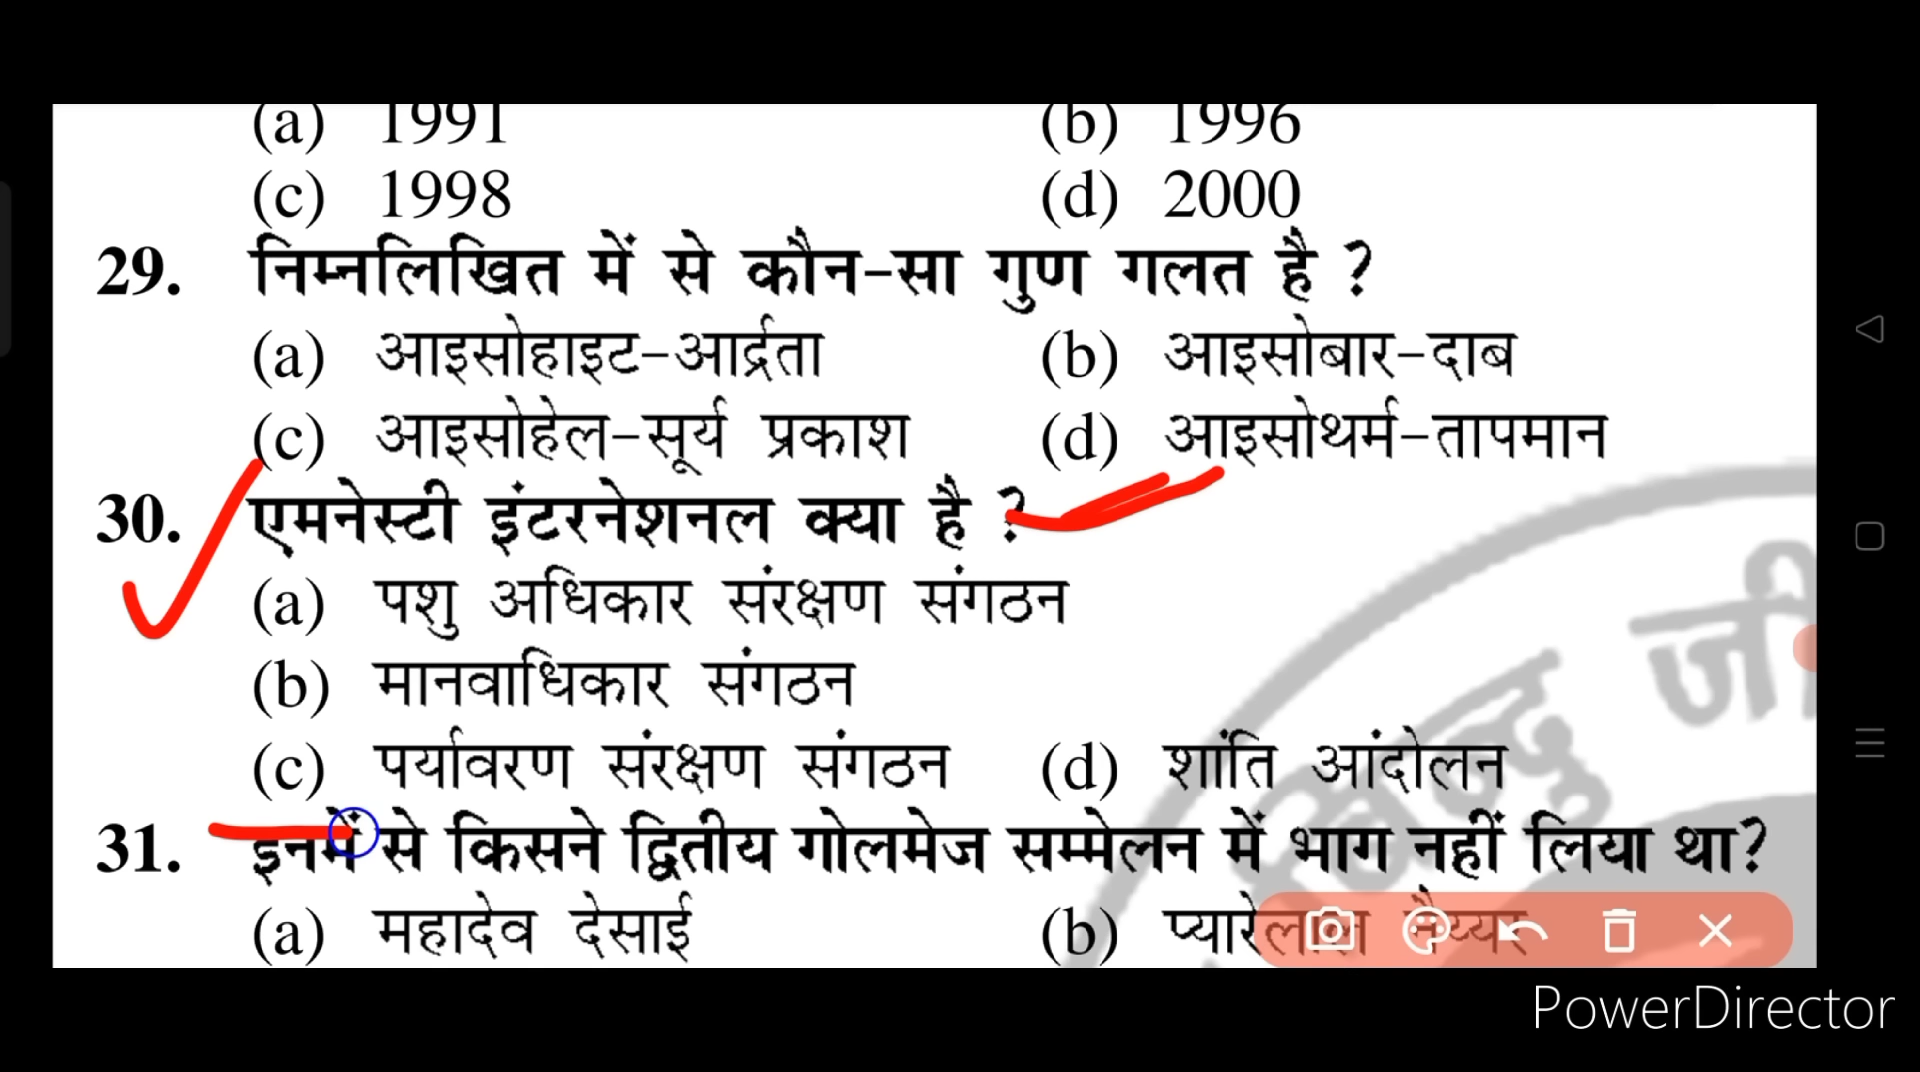 (a) 1991 (b) 1996
(c) 1998 (d) 2000
29. निम्नलिखित में से कौन-सा गुण गलत है ?
(a) आइसोहाइट-आर्द्रता (b) आइसोबार-दाब
(c) आइसोहेल-सूर्य प्रकाश (d) आइसोथर्म-तापमान
30. एमनेस्टी इंटरनेशनल क्या है ?
(a) पशु अधिकार संरक्षण संगठन
(b) मानवाधिकार संगठन
(c) पर्यावरण संरक्षण संगठन (d) शांति आंदोलन
31. इनमें से किसने द्वितीय गोलमेज सम्मेलन में भाग नहीं लिया था?
(a) महादेव देसाई (b) प्यारेलाल नैय्यर
PowerDirector